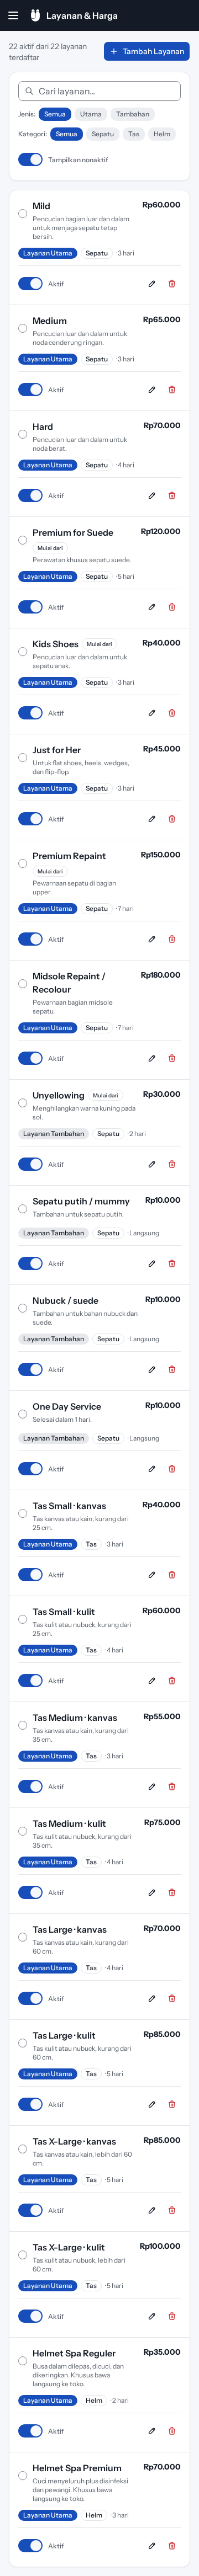 Layanan & Harga
22 aktif dari 22 layanan
terdaftar
Tambah Layanan
Cari layanan...
Jenis: Semua Utama Tambahan
Kategori: Semua Sepatu Tas Helm
Tampilkan nonaktif
Mild Rp60.000
Pencucian bagian luar dan dalam
untuk menjaga sepatu tetap
bersih.
Layanan Utama Sepatu ·3 hari
Aktif
Medium Rp65.000
Pencucian luar dan dalam untuk
noda cenderung ringan.
Layanan Utama Sepatu ·3 hari
Aktif
Hard Rp70.000
Pencucian luar dan dalam untuk
noda berat.
Layanan Utama Sepatu ·4 hari
Aktif
Premium for Suede Rp120.000
Mulai dari
Perawatan khusus sepatu suede.
Layanan Utama Sepatu ·5 hari
Aktif
Kids Shoes Mulai dari Rp40.000
Pencucian luar dan dalam untuk
sepatu anak.
Layanan Utama Sepatu ·3 hari
Aktif
Just for Her Rp45.000
Untuk flat shoes, heels, wedges,
dan flip-flop.
Layanan Utama Sepatu ·3 hari
Aktif
Premium Repaint Rp150.000
Mulai dari
Pewarnaan sepatu di bagian
upper.
Layanan Utama Sepatu ·7 hari
Aktif
Midsole Repaint / Rp180.000
Recolour
Pewarnaan bagian midsole
sepatu.
Layanan Utama Sepatu ·7 hari
Aktif
Unyellowing Mulai dari Rp30.000
Menghilangkan warna kuning pada
sol.
Layanan Tambahan Sepatu ·2 hari
Aktif
Sepatu putih / mummy Rp10.000
Tambahan untuk sepatu putih.
Layanan Tambahan Sepatu ·Langsung
Aktif
Nubuck / suede Rp10.000
Tambahan untuk bahan nubuck dan
suede.
Layanan Tambahan Sepatu ·Langsung
Aktif
One Day Service Rp10.000
Selesai dalam 1 hari.
Layanan Tambahan Sepatu ·Langsung
Aktif
Tas Small · kanvas Rp40.000
Tas kanvas atau kain, kurang dari
25 cm.
Layanan Utama Tas ·3 hari
Aktif
Tas Small · kulit Rp60.000
Tas kulit atau nubuck, kurang dari
25 cm.
Layanan Utama Tas ·4 hari
Aktif
Tas Medium · kanvas Rp55.000
Tas kanvas atau kain, kurang dari
35 cm.
Layanan Utama Tas ·3 hari
Aktif
Tas Medium · kulit Rp75.000
Tas kulit atau nubuck, kurang dari
35 cm.
Layanan Utama Tas ·4 hari
Aktif
Tas Large · kanvas Rp70.000
Tas kanvas atau kain, kurang dari
60 cm.
Layanan Utama Tas ·4 hari
Aktif
Tas Large · kulit Rp85.000
Tas kulit atau nubuck, kurang dari
60 cm.
Layanan Utama Tas ·5 hari
Aktif
Tas X-Large · kanvas Rp85.000
Tas kanvas atau kain, lebih dari 60
cm.
Layanan Utama Tas ·5 hari
Aktif
Tas X-Large · kulit Rp100.000
Tas kulit atau nubuck, lebih dari
60 cm.
Layanan Utama Tas ·5 hari
Aktif
Helmet Spa Reguler Rp35.000
Busa dalam dilepas, dicuci, dan
dikeringkan. Khusus bawa
langsung ke toko.
Layanan Utama Helm ·2 hari
Aktif
Helmet Spa Premium Rp70.000
Cuci menyeluruh plus disinfeksi
dan pewangi. Khusus bawa
langsung ke toko.
Layanan Utama Helm ·3 hari
Aktif